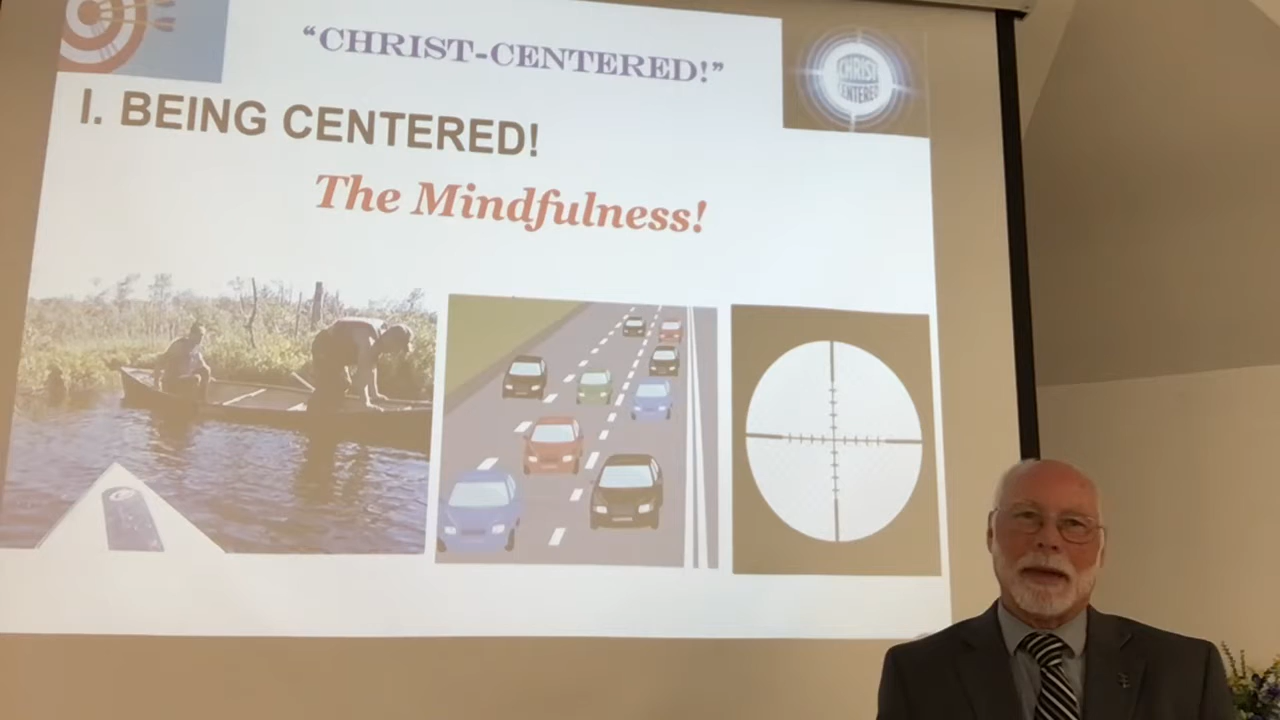 “CHRIST-CENTERED!”
CHRIST
CENTERED
I. BEING CENTERED!
The Mindfulness!